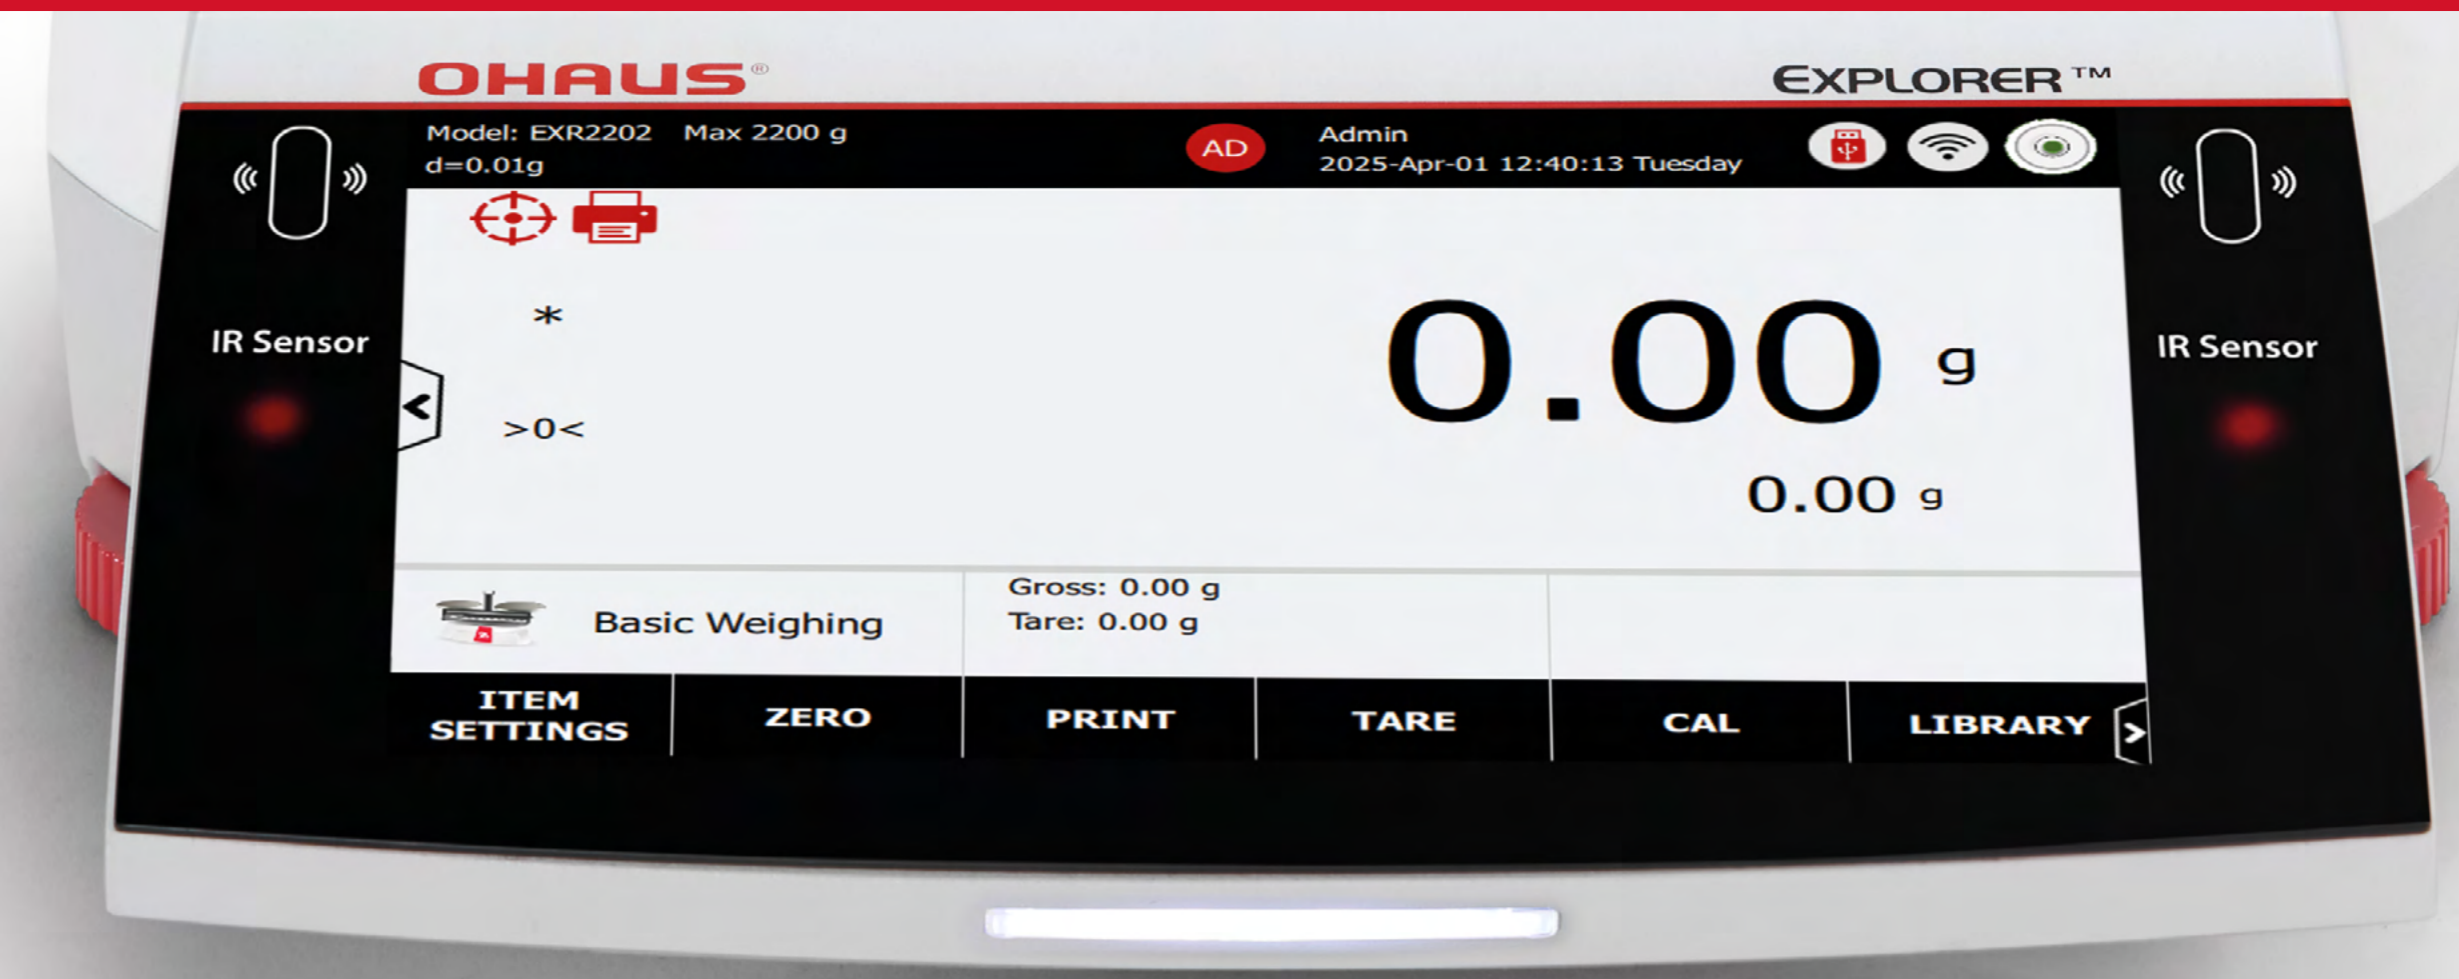 OHAUS®
EXPLORER™
Model: EXR2202 Max 2200 g
d=0.01g
AD
Admin
2025-Apr-01 12:40:13 Tuesday
IR Sensor
*
0.00 g
IR Sensor
>0<
0.00 g
Basic Weighing
Gross: 0.00 g
Tare: 0.00 g
ITEM
SETTINGS
ZERO
PRINT
TARE
CAL
LIBRARY